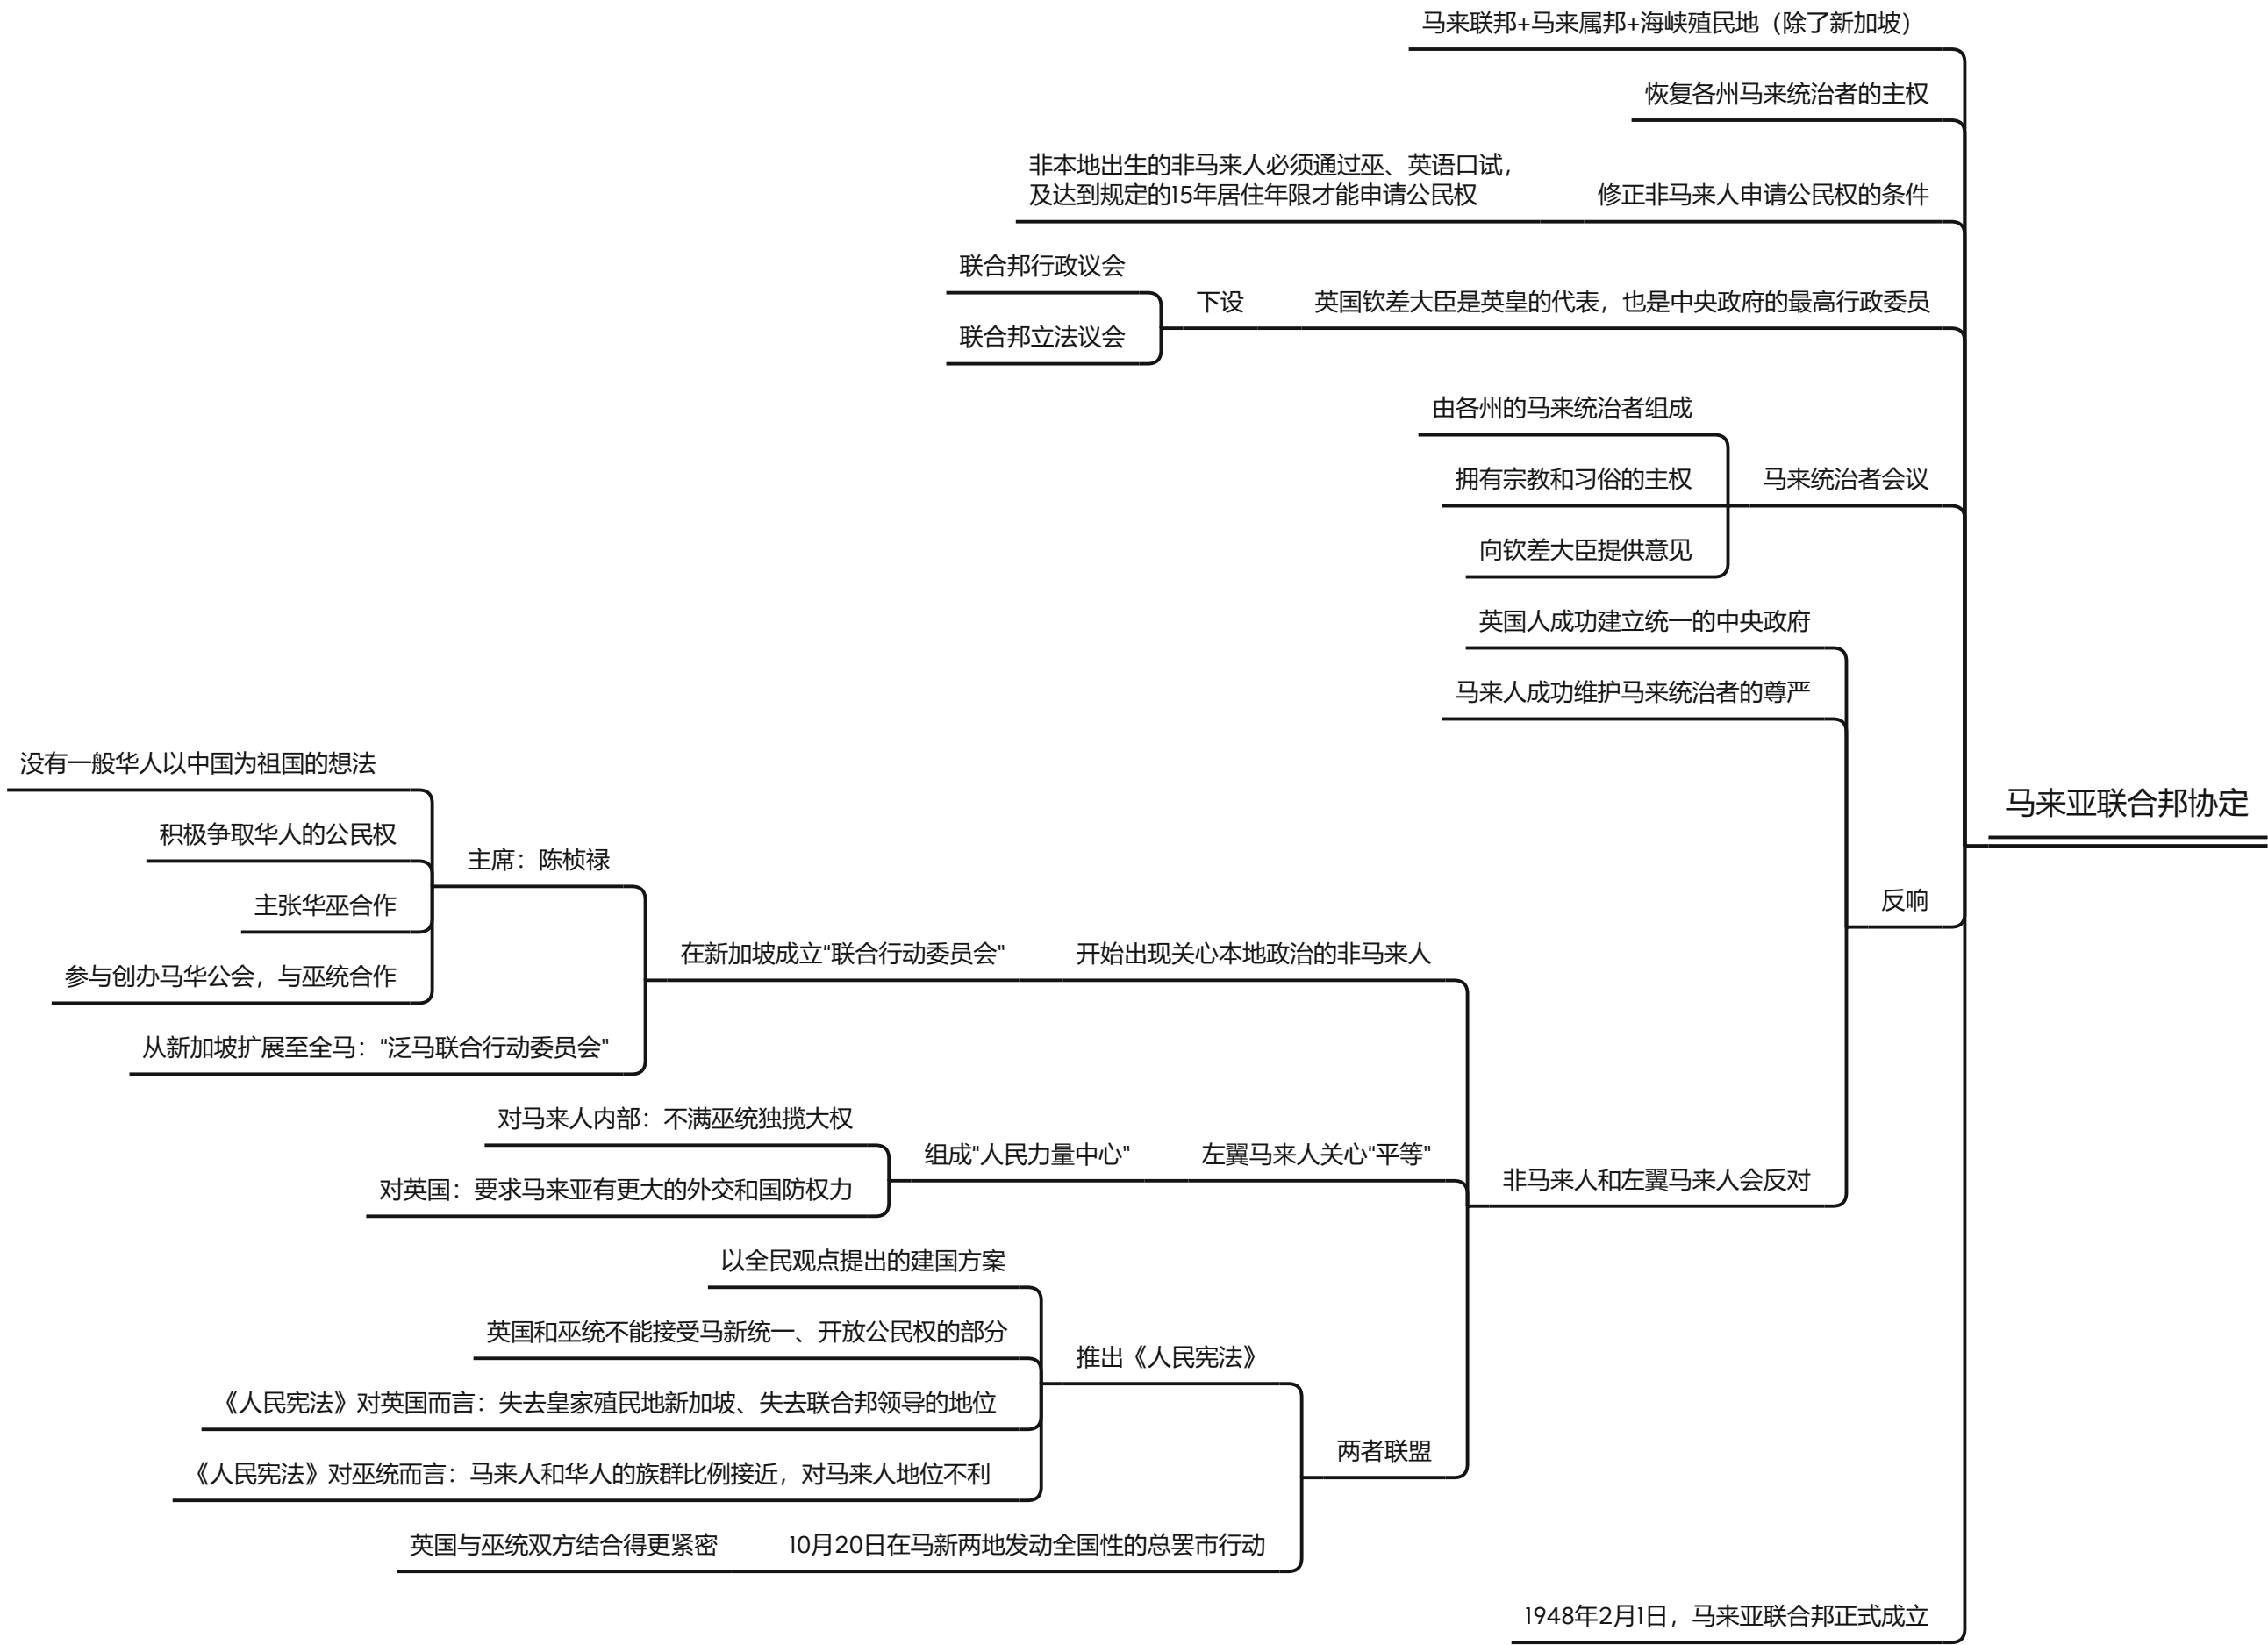 马来联邦+马来属邦+海峡殖民地（除了新加坡）
恢复各州马来统治者的主权
非本地出生的非马来人必须通过巫、英语口试，
及达到规定的15年居住年限才能申请公民权
修正非马来人申请公民权的条件
联合邦行政议会
联合邦立法议会
下设
英国钦差大臣是英皇的代表，也是中央政府的最高行政委员
由各州的马来统治者组成
拥有宗教和习俗的主权
向钦差大臣提供意见
马来统治者会议
英国人成功建立统一的中央政府
马来人成功维护马来统治者的尊严
没有一般华人以中国为祖国的想法
积极争取华人的公民权
主张华巫合作
参与创办马华公会，与巫统合作
主席：陈桢禄
从新加坡扩展至全马："泛马联合行动委员会"
在新加坡成立"联合行动委员会"
开始出现关心本地政治的非马来人
对马来人内部：不满巫统独揽大权
对英国：要求马来亚有更大的外交和国防权力
组成"人民力量中心"
左翼马来人关心"平等"
以全民观点提出的建国方案
英国和巫统不能接受马新统一、开放公民权的部分
《人民宪法》对英国而言：失去皇家殖民地新加坡、失去联合邦领导的地位
《人民宪法》对巫统而言：马来人和华人的族群比例接近，对马来人地位不利
推出《人民宪法》
英国与巫统双方结合得更紧密
10月20日在马新两地发动全国性的总罢市行动
两者联盟
非马来人和左翼马来人会反对
反响
1948年2月1日，马来亚联合邦正式成立
马来亚联合邦协定